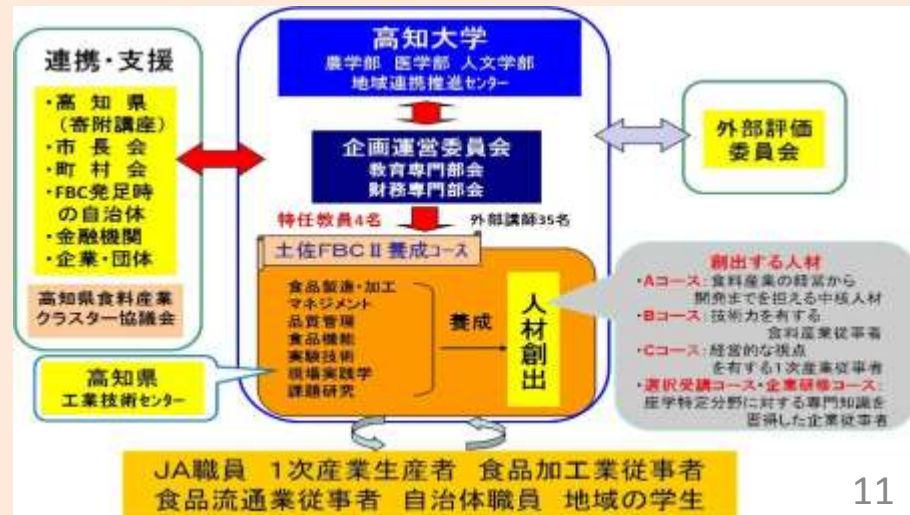 連携・支援
・高知県
(寄附講座)
・市長会
・町村会
・FBC発足時
の自治体
・金融機関
・企業・団体
高知県食料産業
クラスター協議会
高知県
工業技術センター
高知大学
農学部 医学部 人文学部
地域連携推進センター
企画運営委員会
教育専門部会
財務専門部会
特任教員4名
外部講師35名
土佐FBCⅡ養成コース
食品製造・加工
マネジメント
品質管理
食品機能
実験技術
現場実践学
課題研究
養成
人材創出
外部評価
委員会
創出する人材
・Aコース:食料産業の経営から
開発までを担える中核人材
・Bコース:技術力を有する
食料産業従事者
・Cコース:経営的な視点
を有する1次産業従事者
・選択受講コース・企業研修コース:
座学特定分野に対する専門知識を
習得した企業従事者
JA職員 1次産業生産者 食品加工業従事者
食品流通業従事者 自治体職員 地域の学生
11